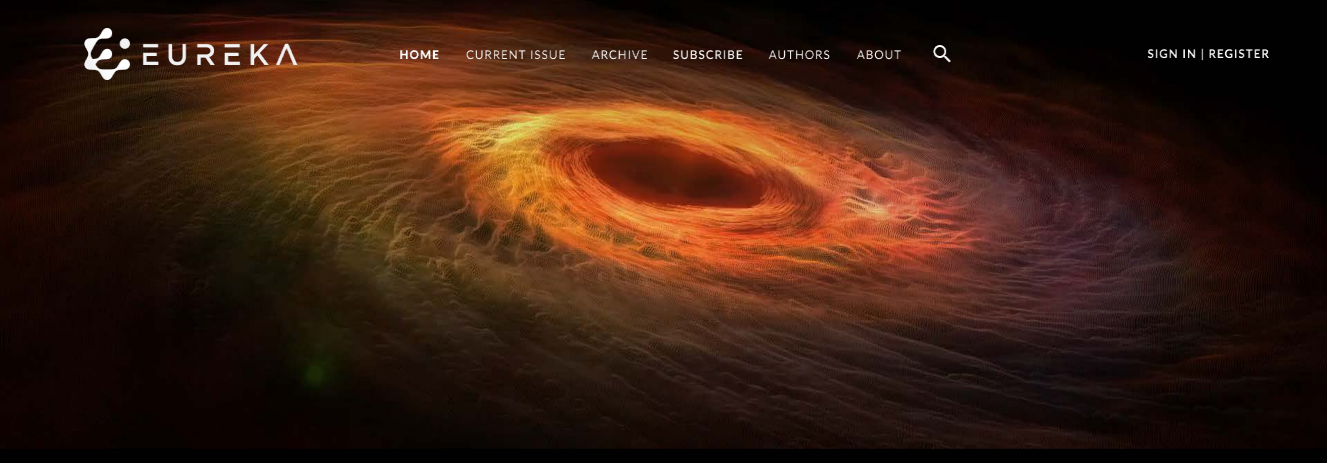 EUREKA
HOME CURRENT ISSUE ARCHIVE SUBSCRIBE AUTHORS ABOUT
SIGN IN | REGISTER